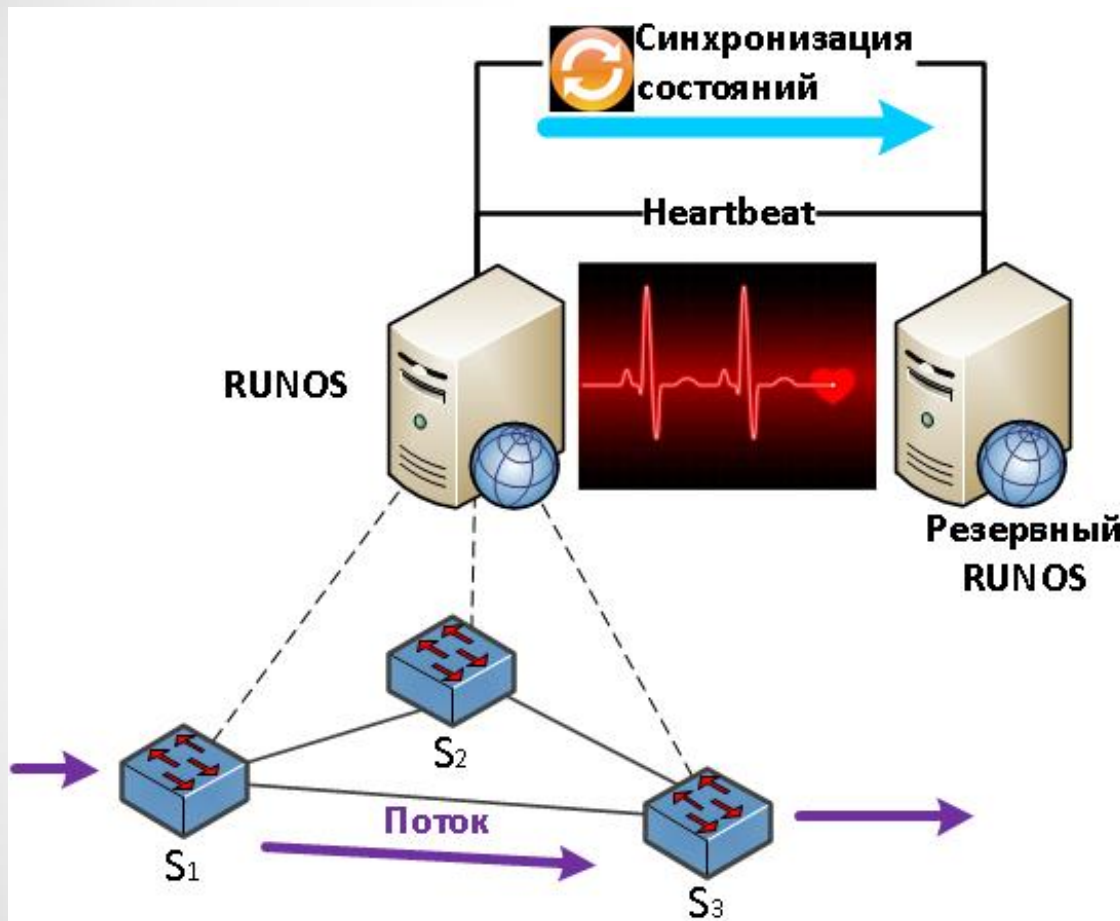 Синхронизация
состояний
Heartbeat
RUNOS
Резервный
RUNOS
S₂
Поток
S₁
S₃